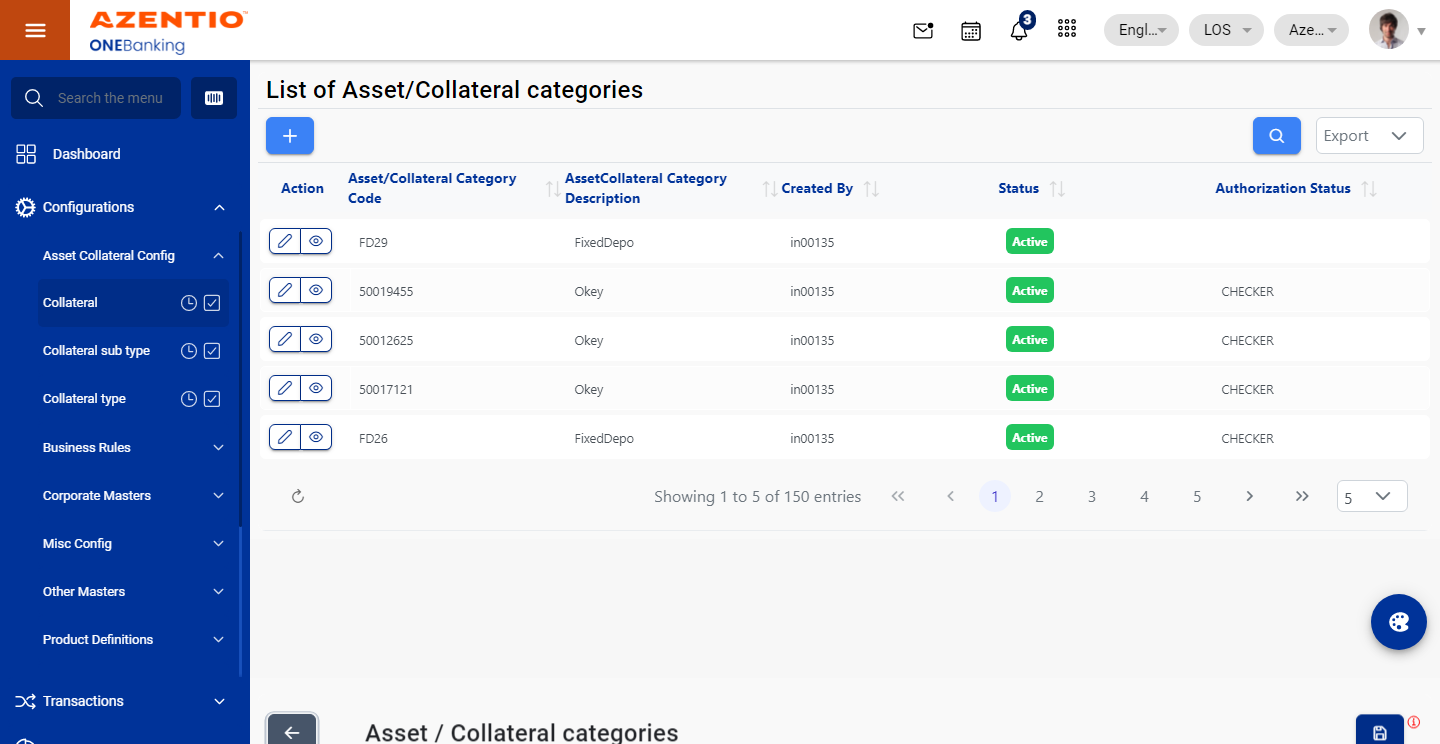 AZENTIO™
ONEBanking
3
Engl...
LOS
Aze...
Search the menu
Dashboard
Configurations
Asset Collateral Config
Collateral
Collateral sub type
Collateral type
Business Rules
Corporate Masters
Misc Config
Other Masters
Product Definitions
Transactions
List of Asset/Collateral categories
Export
Action
Asset/Collateral Category Code
AssetCollateral Category Description
Created By
Status
Authorization Status
FD29 FixedDepo in00135 Active
50019455 Okey in00135 Active CHECKER
50012625 Okey in00135 Active CHECKER
50017121 Okey in00135 Active CHECKER
FD26 FixedDepo in00135 Active CHECKER
Showing 1 to 5 of 150 entries 1 2 3 4 5 5
Asset / Collateral categories